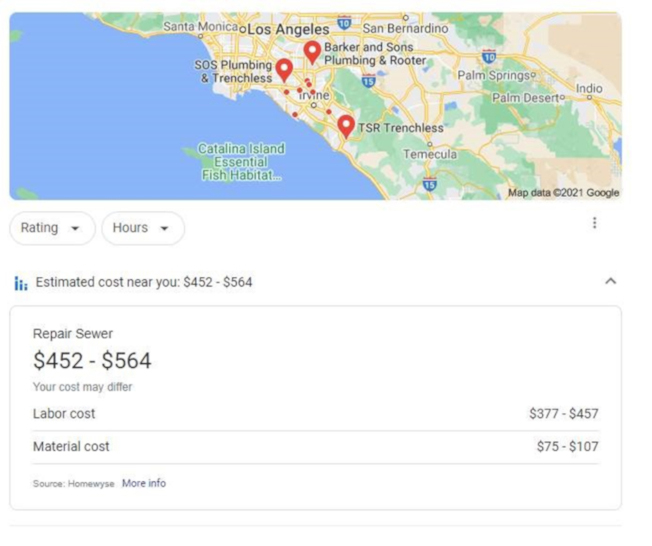 Santa Monica
Los Angeles
10
San Bernardino
Barker and Sons
Plumbing & Rooter
SOS Plumbing
& Trenchless
10
15
Palm Springs
Indio
Palm Desert
Irvine
TSR Trenchless
Catalina Island
Essential
Fish Habitat...
Temecula
15
Map data ©2021 Google
Rating
Hours
Estimated cost near you: $452 - $564
Repair Sewer
$452 - $564
Your cost may differ
Labor cost $377 - $457
Material cost $75 - $107
Source: Homewyse More info